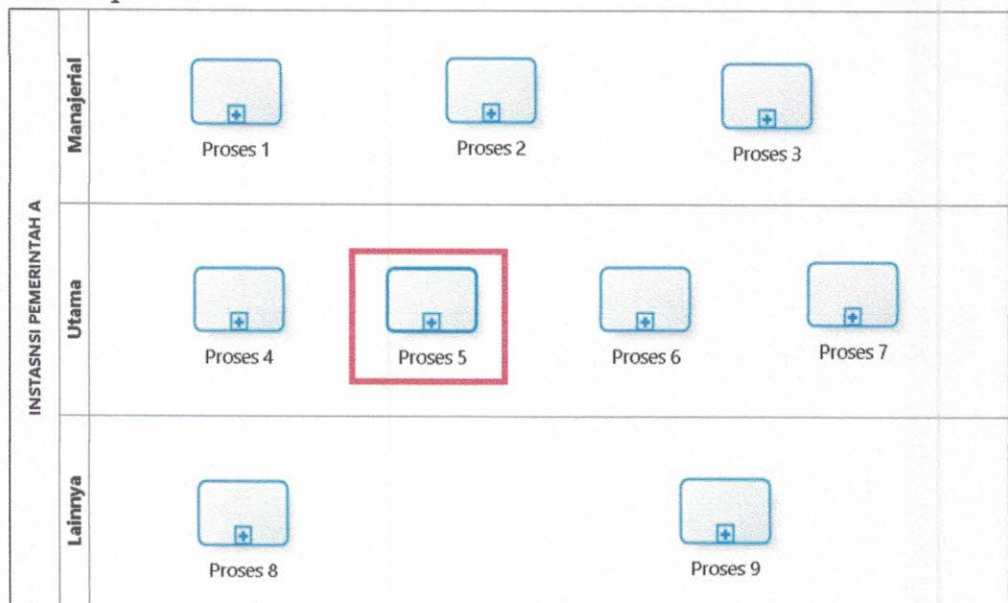 INSTASNSI PEMERINTAH A
Manajerial
Proses 1
Proses 2
Proses 3
Utama
Proses 4
Proses 5
Proses 6
Proses 7
Lainnya
Proses 8
Proses 9